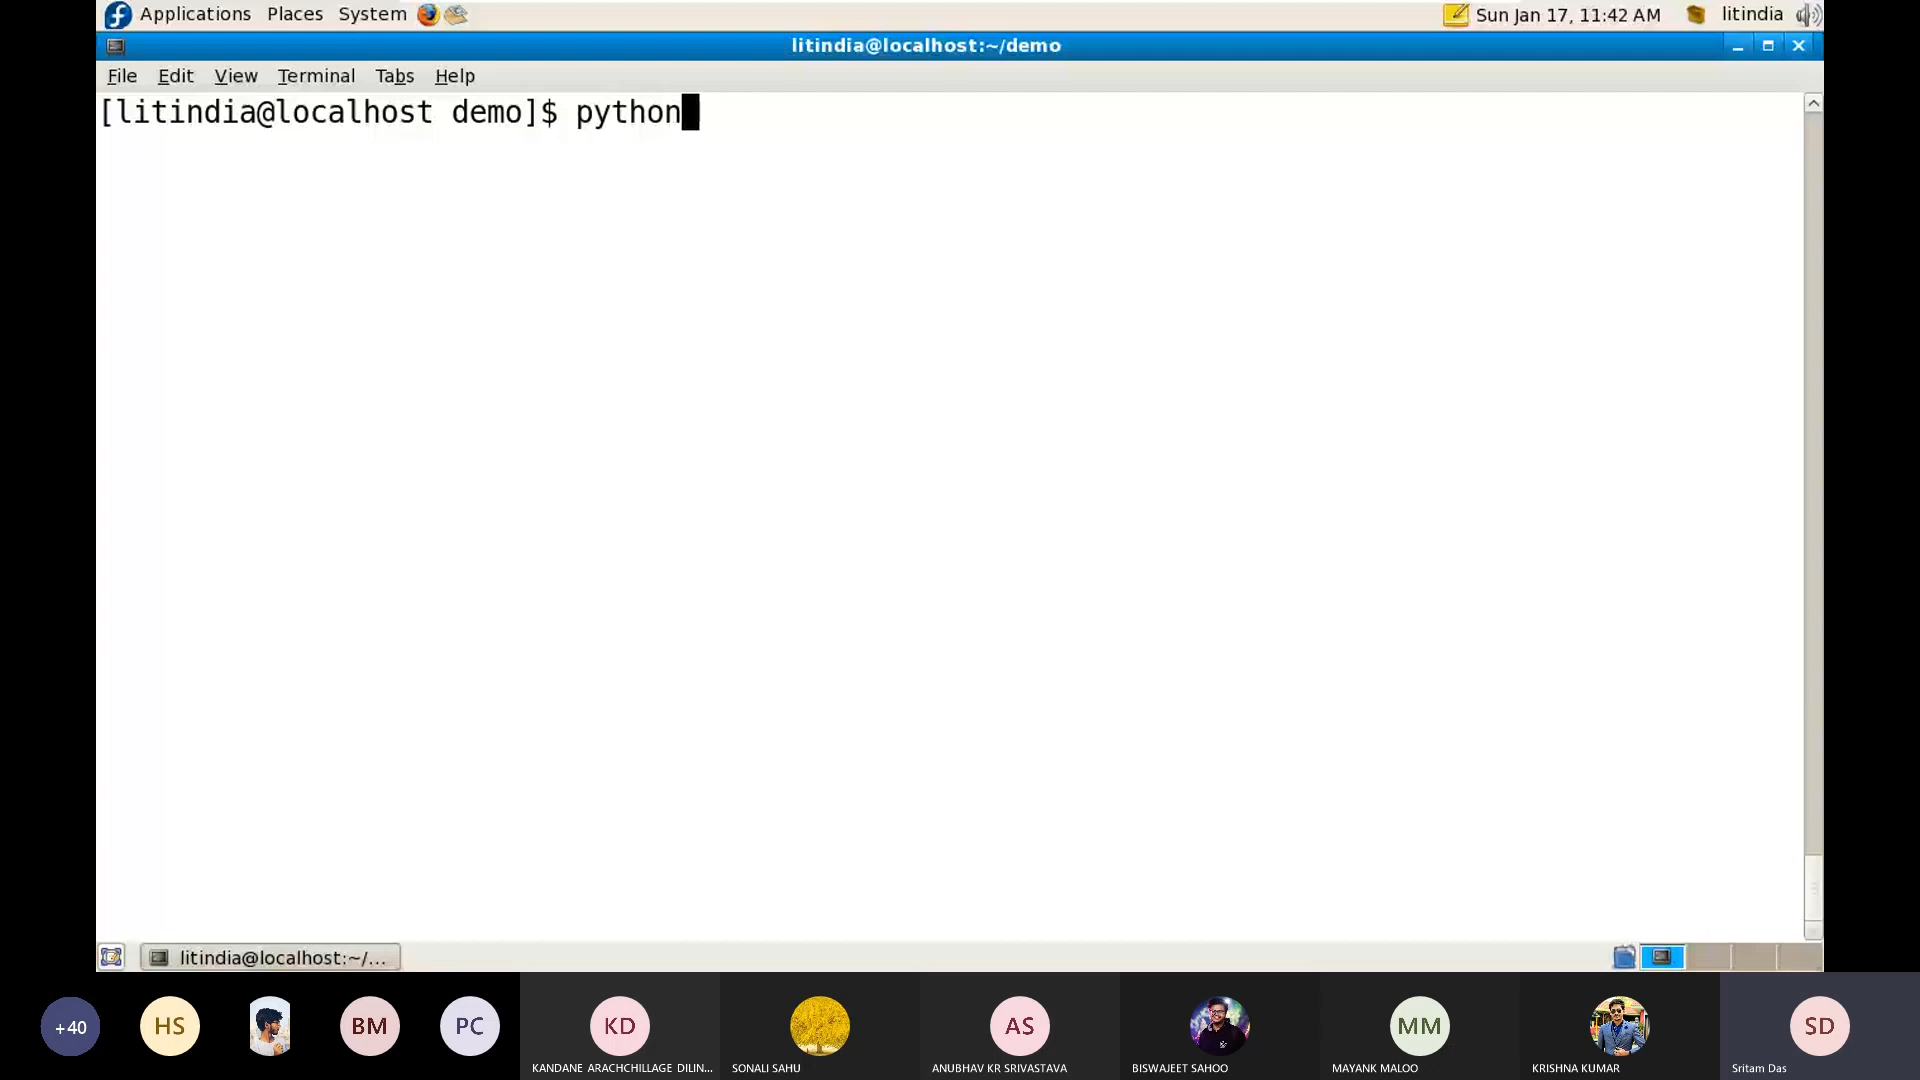 Applications Places System
Sun Jan 17, 11:42 AM litindia
litindia@localhost:~/demo
File Edit View Terminal Tabs Help
[litindia@localhost demo]$ python
litindia@localhost:~/...
+40 HS BM PC KD AS MM SD
KANDANE ARACHCHILLAGE DILIN... SONALI SAHU ANUBHAV KR SRIVASTAVA BISWAJEET SAHOO MAYANK MALOO KRISHNA KUMAR Sritam Das